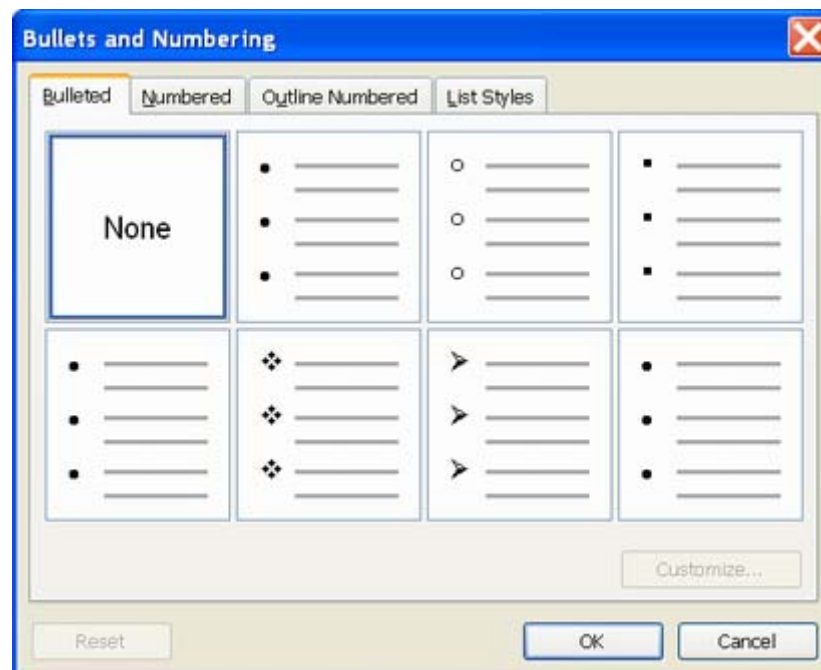 Bullets and Numbering
Bulleted
Numbered
Outline Numbered
List Styles
None
Customize...
Reset
OK
Cancel